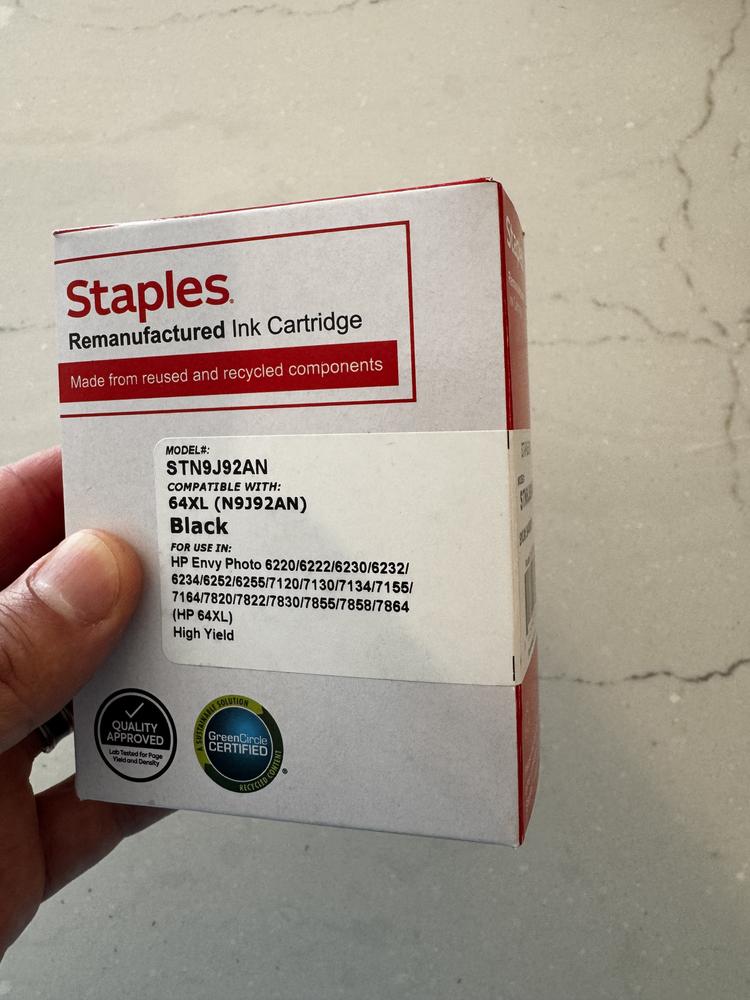 Staples.
Remanufactured Ink Cartridge
Made from reused and recycled components
MODEL#:
STN9J92AN
COMPATIBLE WITH:
64XL (N9J92AN)
Black
FOR USE IN:
HP Envy Photo 6220/6222/6230/6232/
6234/6252/6255/7120/7130/7134/7155/
7164/7820/7822/7830/7855/7858/7864
(HP 64XL)
High Yield
QUALITY
APPROVED
Lab Tested for Page
Yield and Density
A SUSTAINABLE SOLUTION
GreenCircle
CERTIFIED
RECYCLED CONTENT
®